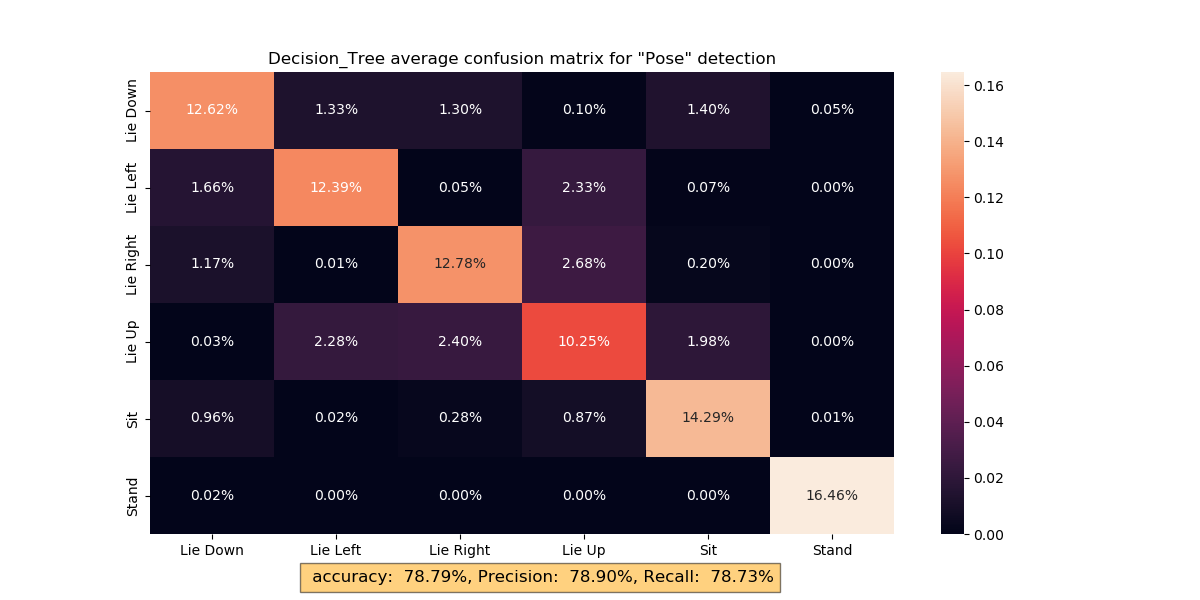 Decision_Tree average confusion matrix for "Pose" detection
Lie Down 12.62% 1.33% 1.30% 0.10% 1.40% 0.05%
Lie Left 1.66% 12.39% 0.05% 2.33% 0.07% 0.00%
Lie Right 1.17% 0.01% 12.78% 2.68% 0.20% 0.00%
Lie Up 0.03% 2.28% 2.40% 10.25% 1.98% 0.00%
Sit 0.96% 0.02% 0.28% 0.87% 14.29% 0.01%
Stand 0.02% 0.00% 0.00% 0.00% 0.00% 16.46%
Lie Down Lie Left Lie Right Lie Up Sit Stand
0.16
0.14
0.12
0.10
0.08
0.06
0.04
0.02
0.00
accuracy: 78.79%, Precision: 78.90%, Recall: 78.73%